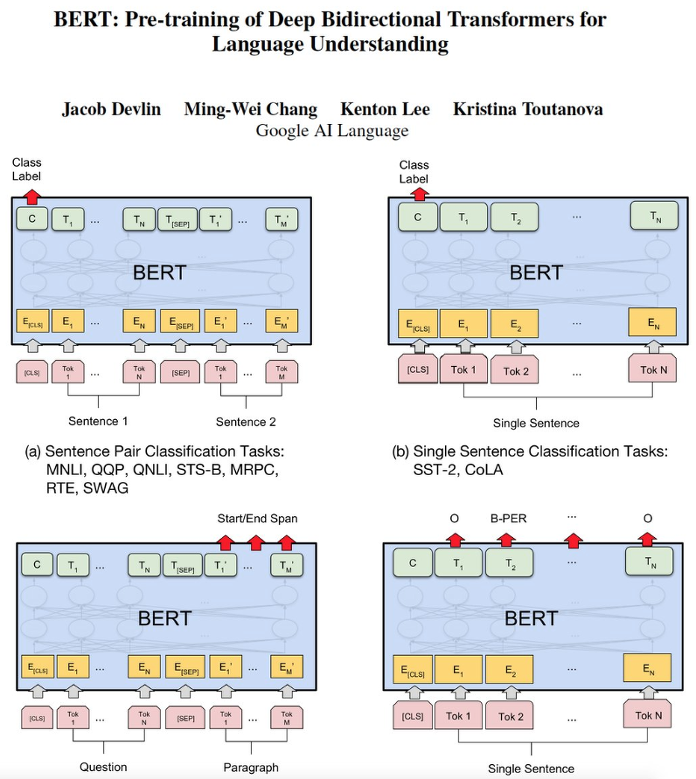 BERT: Pre-training of Deep Bidirectional Transformers for
Language Understanding
Jacob Devlin Ming-Wei Chang Kenton Lee Kristina Toutanova
Google AI Language
Class
Label
C T1 ... TN T[SEP] T1' ... TM'
...
BERT
...
E[CLS] E1 ... EN E[SEP] E1' ... EM'
[CLS] Tok 1 ... Tok N [SEP] Tok 1 ... Tok M
Sentence 1 Sentence 2
(a) Sentence Pair Classification Tasks:
MNLI, QQP, QNLI, STS-B, MRPC,
RTE, SWAG
Class
Label
C T1 T2 ... TN
...
BERT
...
E[CLS] E1 E2 ... EN
[CLS] Tok 1 Tok 2 ... Tok N
Single Sentence
(b) Single Sentence Classification Tasks:
SST-2, CoLA
Start/End Span
C T1 ... TN T[SEP] T1' ... TM'
...
BERT
...
E[CLS] E1 ... EN E[SEP] E1' ... EM'
[CLS] Tok 1 ... Tok N [SEP] Tok 1 ... Tok M
Question Paragraph
O B-PER ... O
C T1 T2 ... TN
...
BERT
...
E[CLS] E1 E2 ... EN
[CLS] Tok 1 Tok 2 ... Tok N
Single Sentence